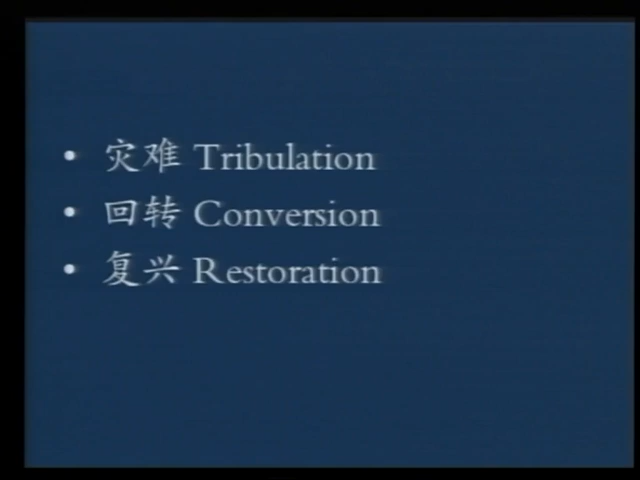 • 灾难 Tribulation
• 回转 Conversion
• 复兴 Restoration